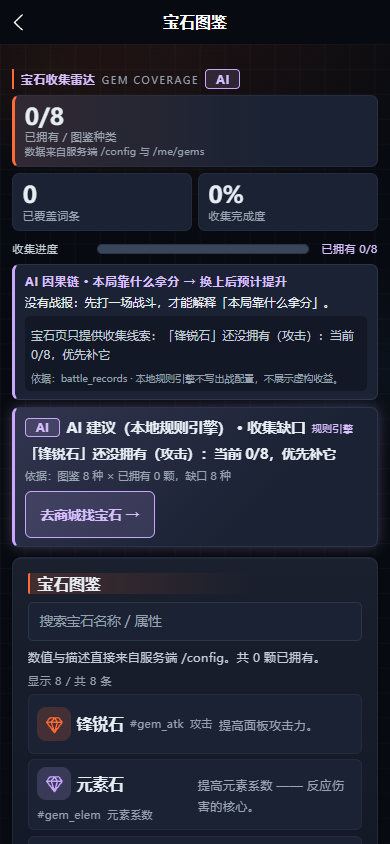 宝石图鉴
宝石收集雷达 GEM COVERAGE AI
0/8
已拥有 / 图鉴种类
数据来自服务端 /config 与 /me/gems
0
已覆盖词条
0%
收集完成度
收集进度 已拥有 0/8
AI 因果链 · 本局靠什么拿分 → 换上后预计提升
没有战报：先打一场战斗，才能解释「本局靠什么拿分」。
宝石页只提供收集线索：「锋锐石」还没拥有（攻击）：当前
0/8，优先补它
依据：battle_records · 本地规则引擎不写出战配置，不展示虚构收益。
AI AI 建议（本地规则引擎）· 收集缺口 规则引擎
「锋锐石」还没拥有（攻击）：当前 0/8，优先补它
依据：图鉴 8 种 × 已拥有 0 颗，缺口 8 种
去商城找宝石 →
宝石图鉴
搜索宝石名称 / 属性
数值与描述直接来自服务端 /config。共 0 颗已拥有。
显示 8 / 共 8 条
锋锐石 #gem_atk 攻击 提高面板攻击力。
元素石
#gem_elem 元素系数
提高元素系数 —— 反应伤
害的核心。